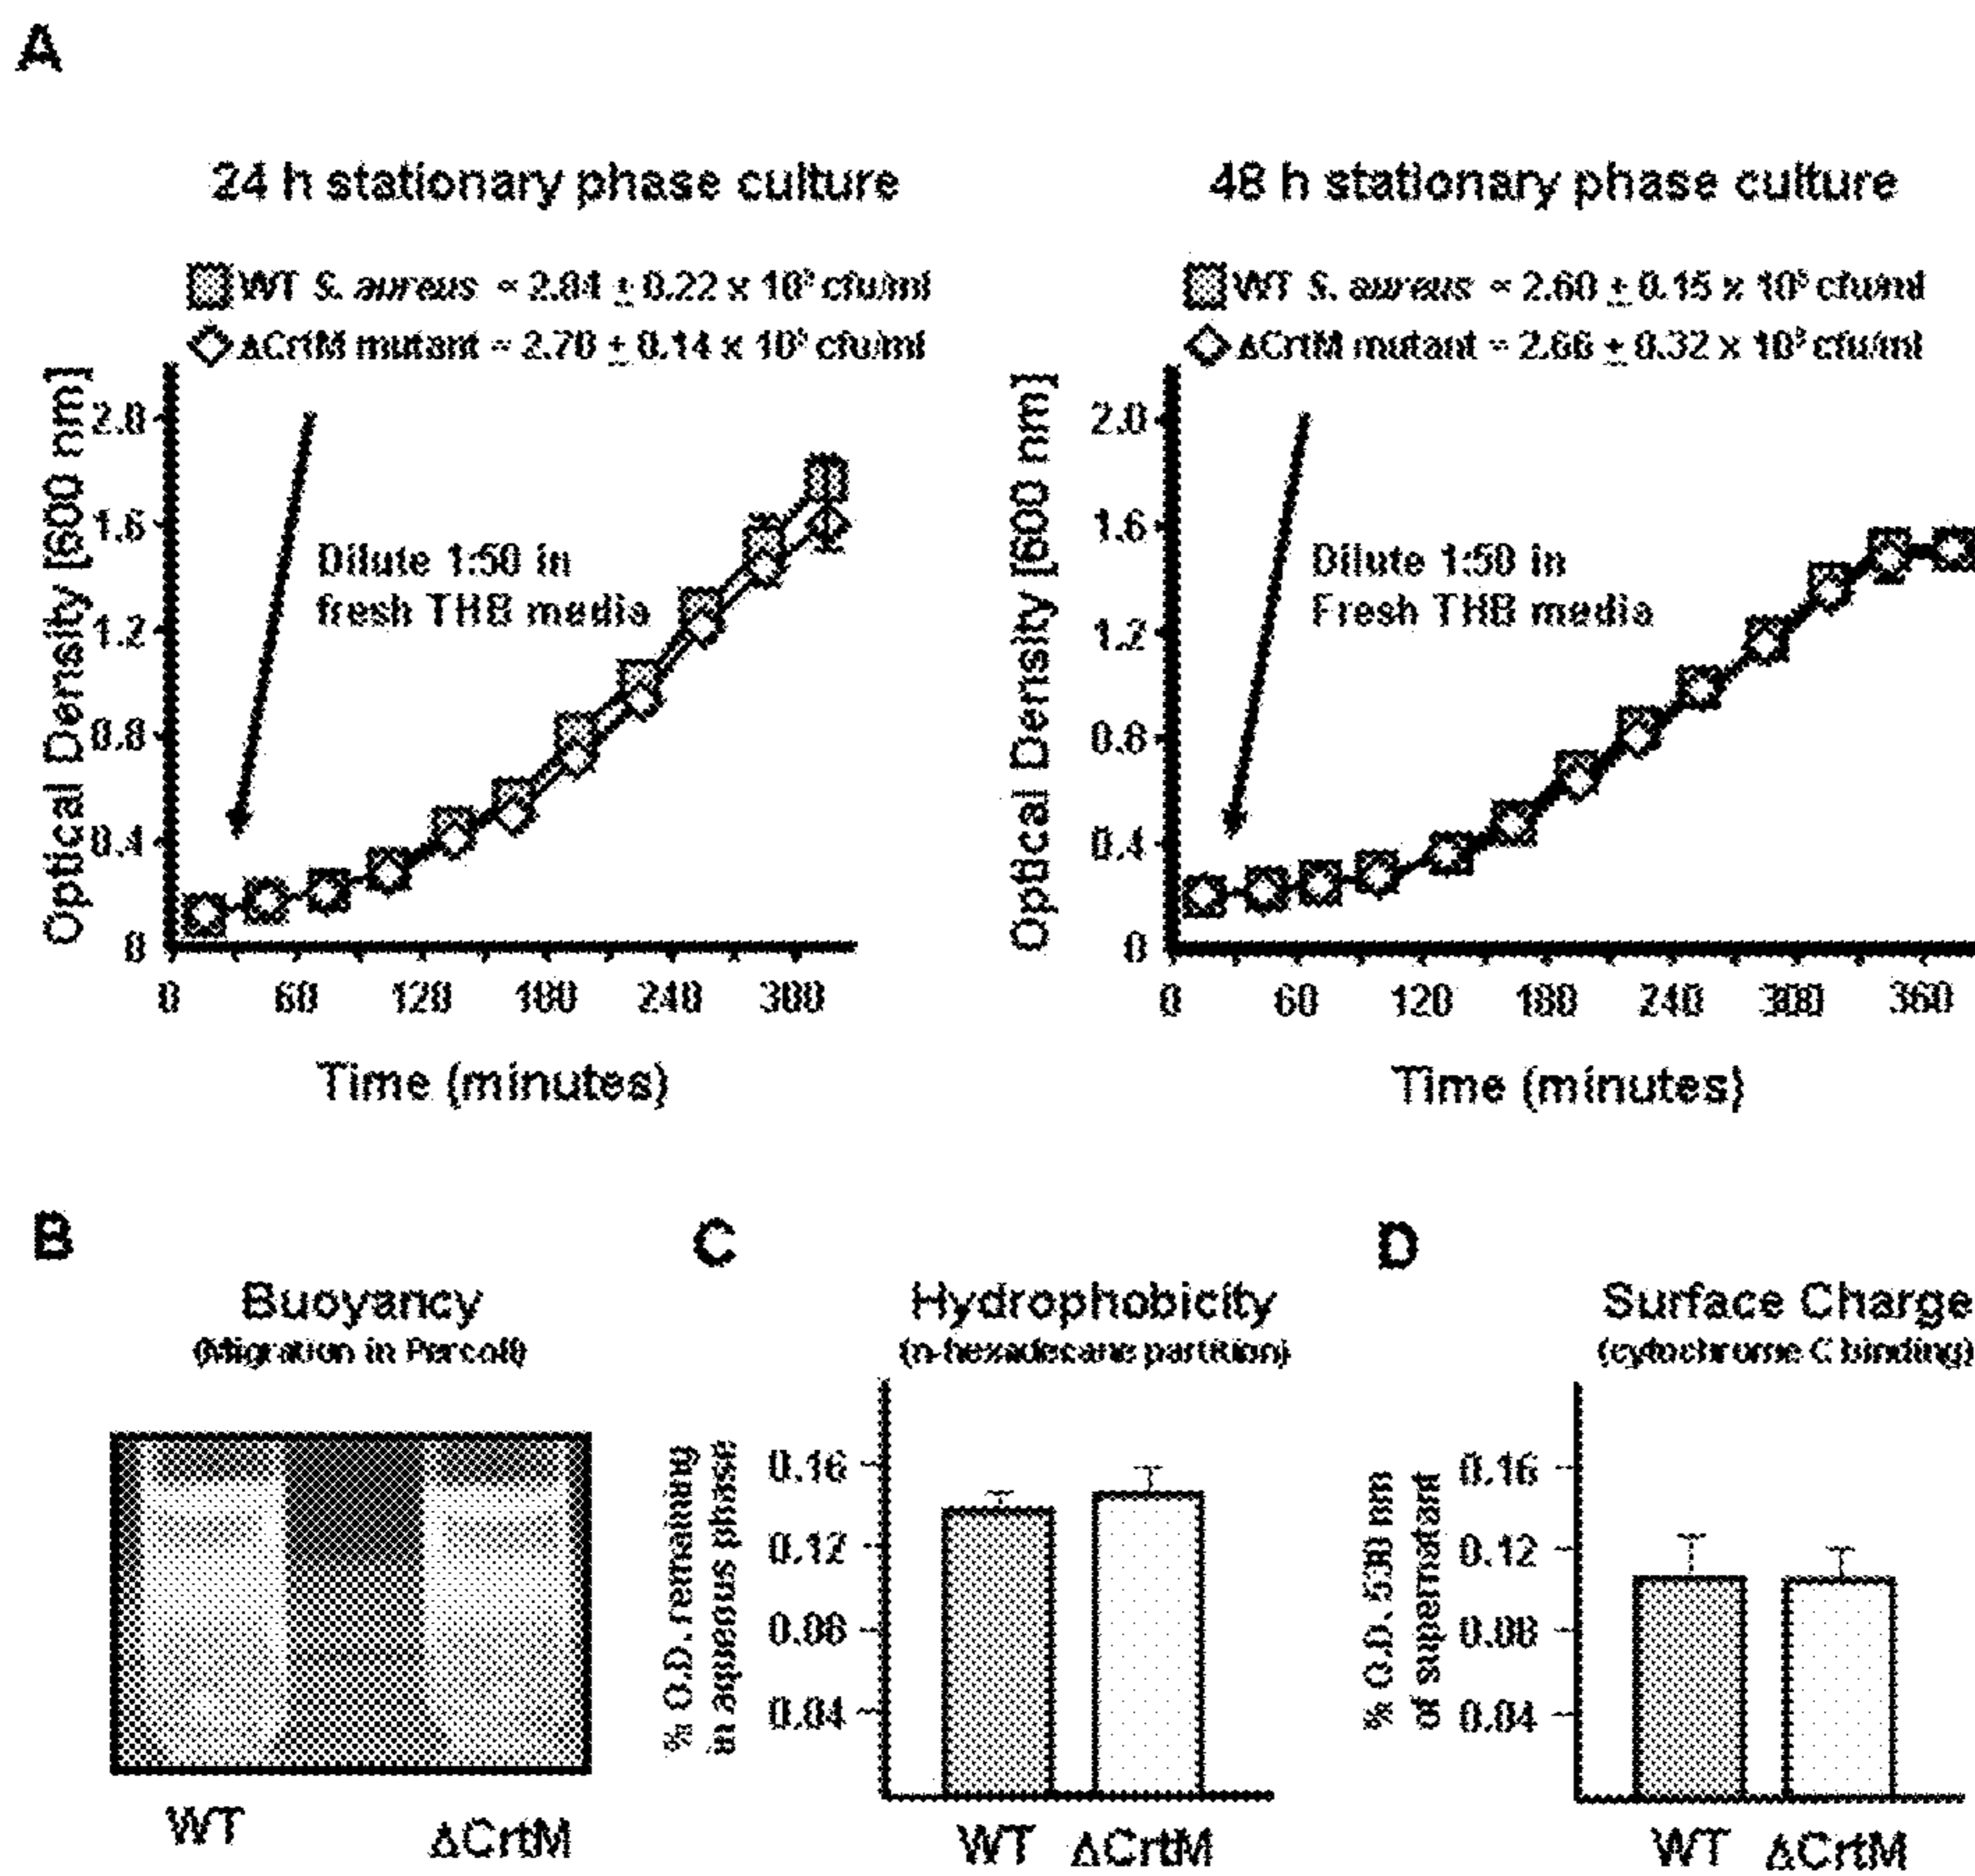 A
24 h stationary phase culture
WT S. aureus = 2.81 ± 0.22 x 10⁹ cfu/ml
ΔCrtM mutant = 2.70 ± 0.14 x 10⁹ cfu/ml
Optical Density [600 nm]
2.0
1.6
1.2
0.8
0.4
0
Dilute 1:50 in
fresh THB media
0 60 120 180 240 300
Time (minutes)
48 h stationary phase culture
WT S. aureus = 2.60 ± 0.15 x 10⁹ cfu/ml
ΔCrtM mutant = 2.66 ± 0.32 x 10⁹ cfu/ml
Optical Density [600 nm]
2.0
1.6
1.2
0.8
0.4
0
Dilute 1:50 in
Fresh THB media
0 60 120 180 240 300 360
Time (minutes)
B
Buoyancy
(Migration in Percoll)
WT ΔCrtM
C
Hydrophobicity
(n-hexadecane partition)
% O.D. remaining
in aqueous phase
0.16
0.12
0.08
0.04
WT ΔCrtM
D
Surface Charge
(cytochrome C binding)
% O.D. 530 nm
of supernatant
0.16
0.12
0.08
0.04
WT ΔCrtM